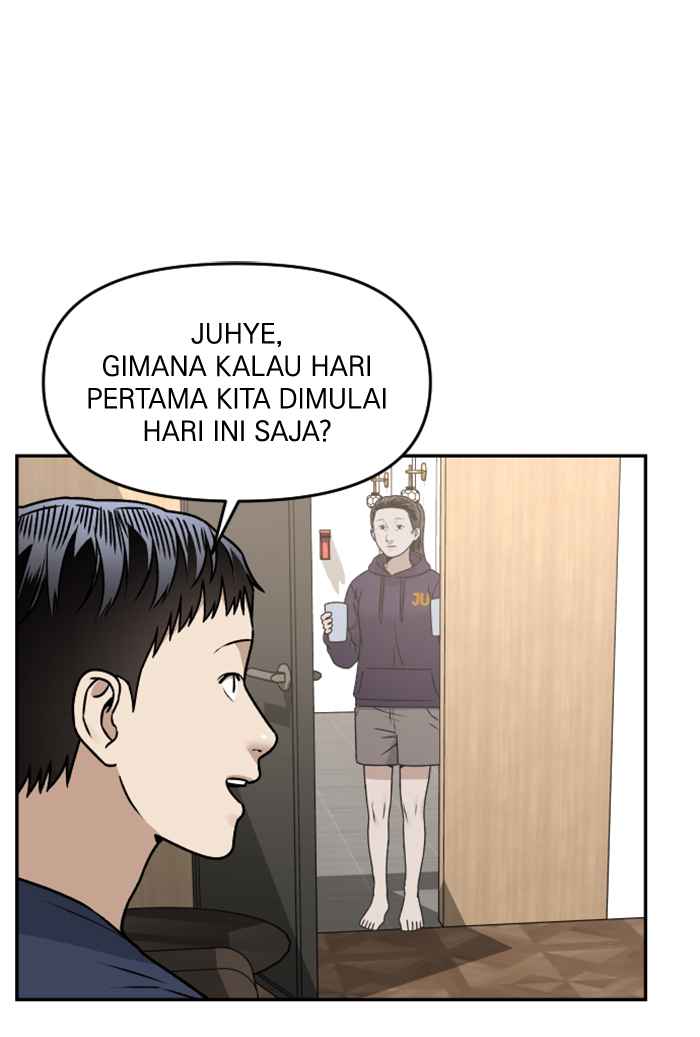 JUHYE,
GIMANA KALAU HARI
PERTAMA KITA DIMULAI
HARI INI SAJA?
JU